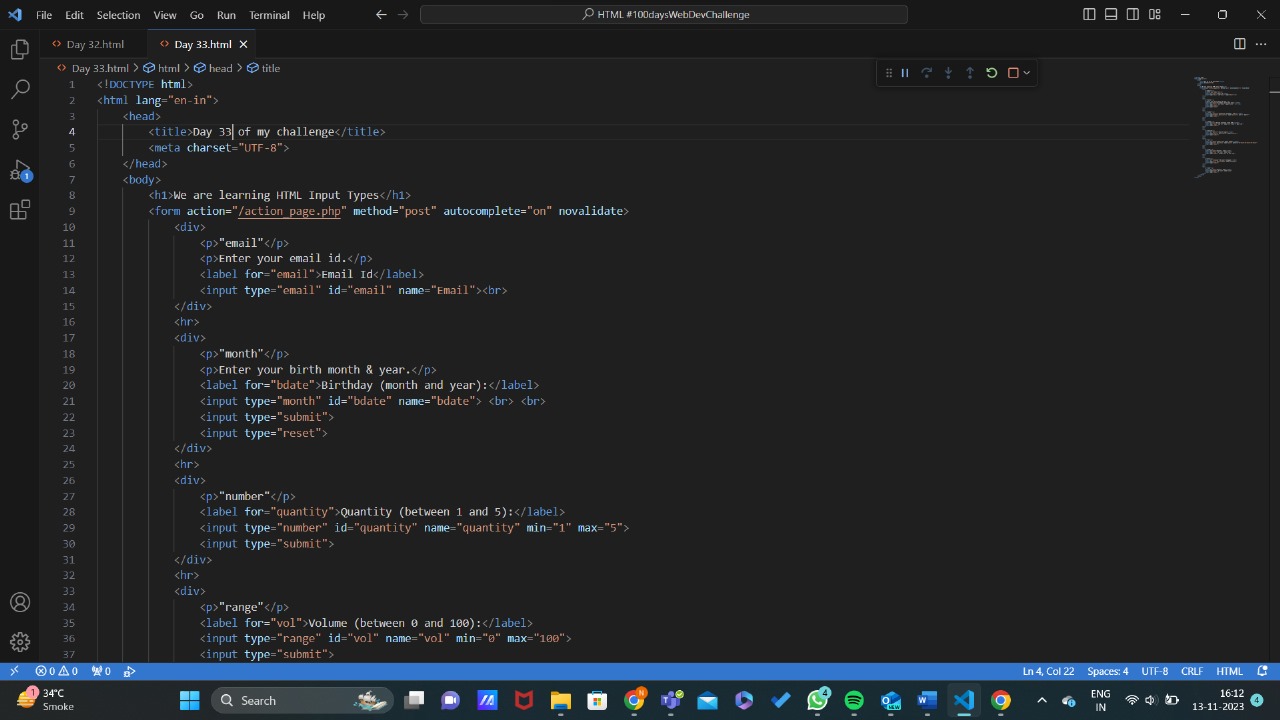 File Edit Selection View Go Run Terminal Help HTML #100daysWebDevChallenge
Day 32.html Day 33.html
Day 33.html > html > head > title
1 <!DOCTYPE html>
2 <html lang="en-in">
3 <head>
4 <title>Day 33 of my challenge</title>
5 <meta charset="UTF-8">
6 </head>
7 <body>
8 <h1>We are learning HTML Input Types</h1>
9 <form action="/action_page.php" method="post" autocomplete="on" novalidate>
10 <div>
11 <p>"email"</p>
12 <p>Enter your email id.</p>
13 <label for="email">Email Id</label>
14 <input type="email" id="email" name="Email"><br>
15 </div>
16 <hr>
17 <div>
18 <p>"month"</p>
19 <p>Enter your birth month & year.</p>
20 <label for="bdate">Birthday (month and year):</label>
21 <input type="month" id="bdate" name="bdate"> <br> <br>
22 <input type="submit">
23 <input type="reset">
24 </div>
25 <hr>
26 <div>
27 <p>"number"</p>
28 <label for="quantity">Quantity (between 1 and 5):</label>
29 <input type="number" id="quantity" name="quantity" min="1" max="5">
30 <input type="submit">
31 </div>
32 <hr>
33 <div>
34 <p>"range"</p>
35 <label for="vol">Volume (between 0 and 100):</label>
36 <input type="range" id="vol" name="vol" min="0" max="100">
37 <input type="submit">
1
0 0 0 Ln 4, Col 22 Spaces: 4 UTF-8 CRLF HTML
1 34°C Search N 4 ENG 16:12
Smoke IN 13-11-2023 4